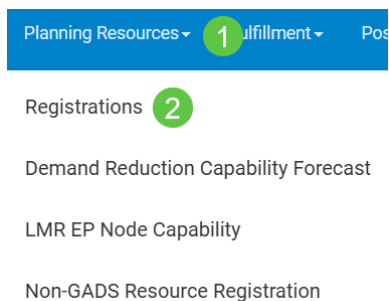 Planning Resources 1 ulfillment Pos
Registrations 2
Demand Reduction Capability Forecast
LMR EP Node Capability
Non-GADS Resource Registration